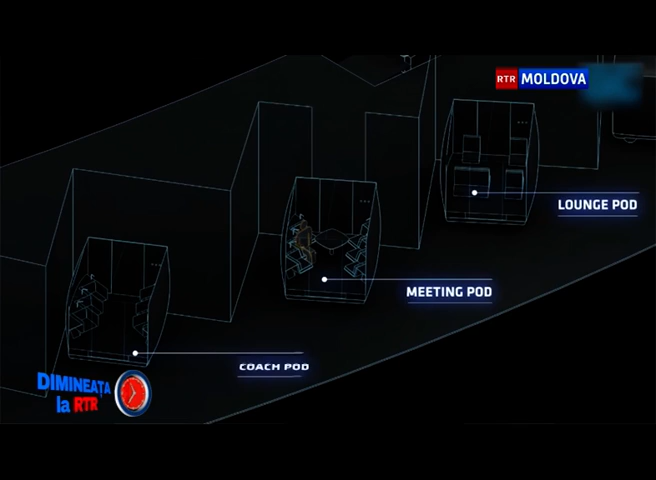 RTR MOLDOVA
LOUNGE POD
MEETING POD
COACH POD
DIMINEAȚA
la RTR